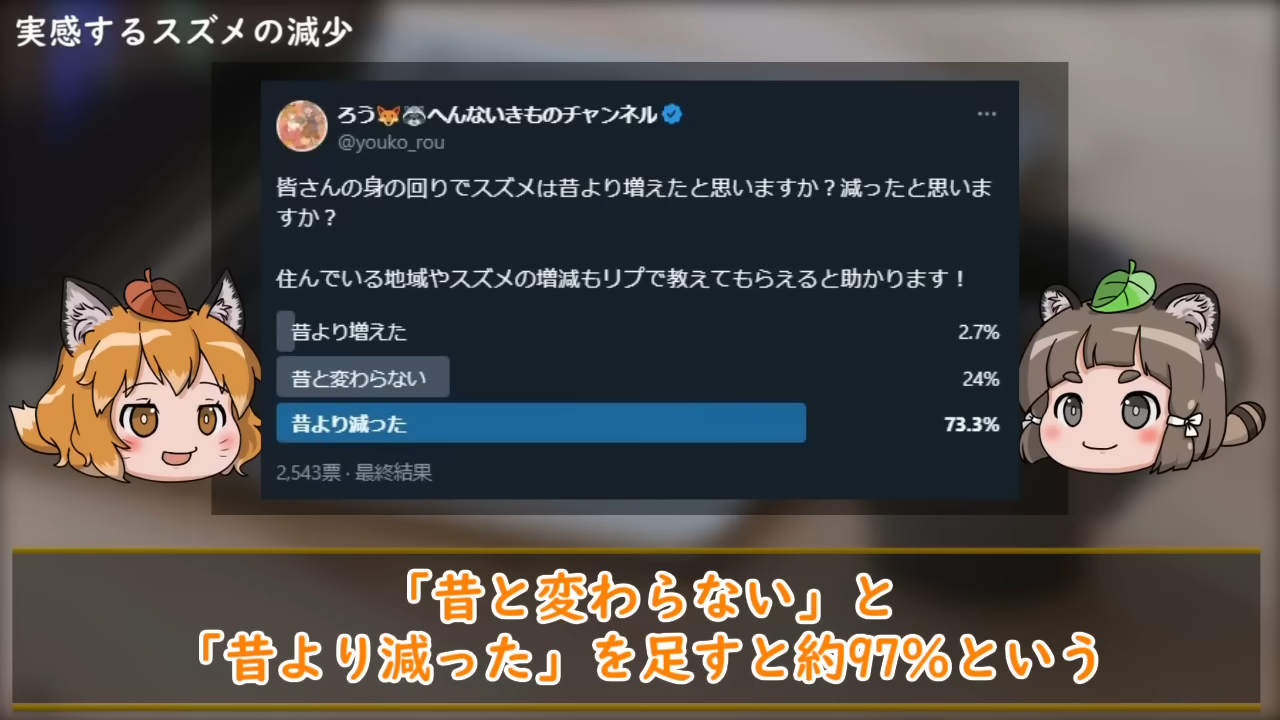 実感するスズメの減少
ろう🦊🦝へんないきものチャンネル
@youko_rou
皆さんの身の回りでスズメは昔より増えたと思いますか？減ったと思いま
すか？
住んでいる地域やスズメの増減もリプで教えてもらえると助かります！
昔より増えた 2.7%
昔と変わらない 24%
昔より減った 73.3%
2,543票·最終結果
「昔と変わらない」と
「昔より減った」を足すと約97%という